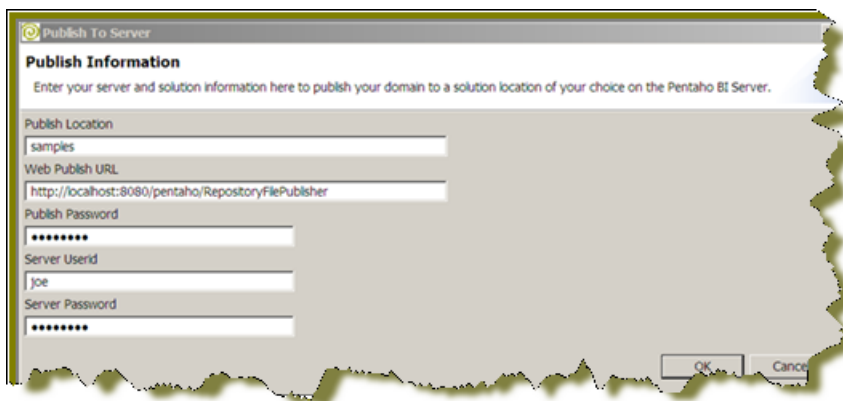 Publish To Server
Publish Information
Enter your server and solution information here to publish your domain to a solution location of your choice on the Pentaho BI Server.
Publish Location
samples
Web Publish URL
http://localhost:8080/pentaho/RepositoryFilePublisher
Publish Password
••••••••
Server Userid
joe
Server Password
••••••••
OK Cance